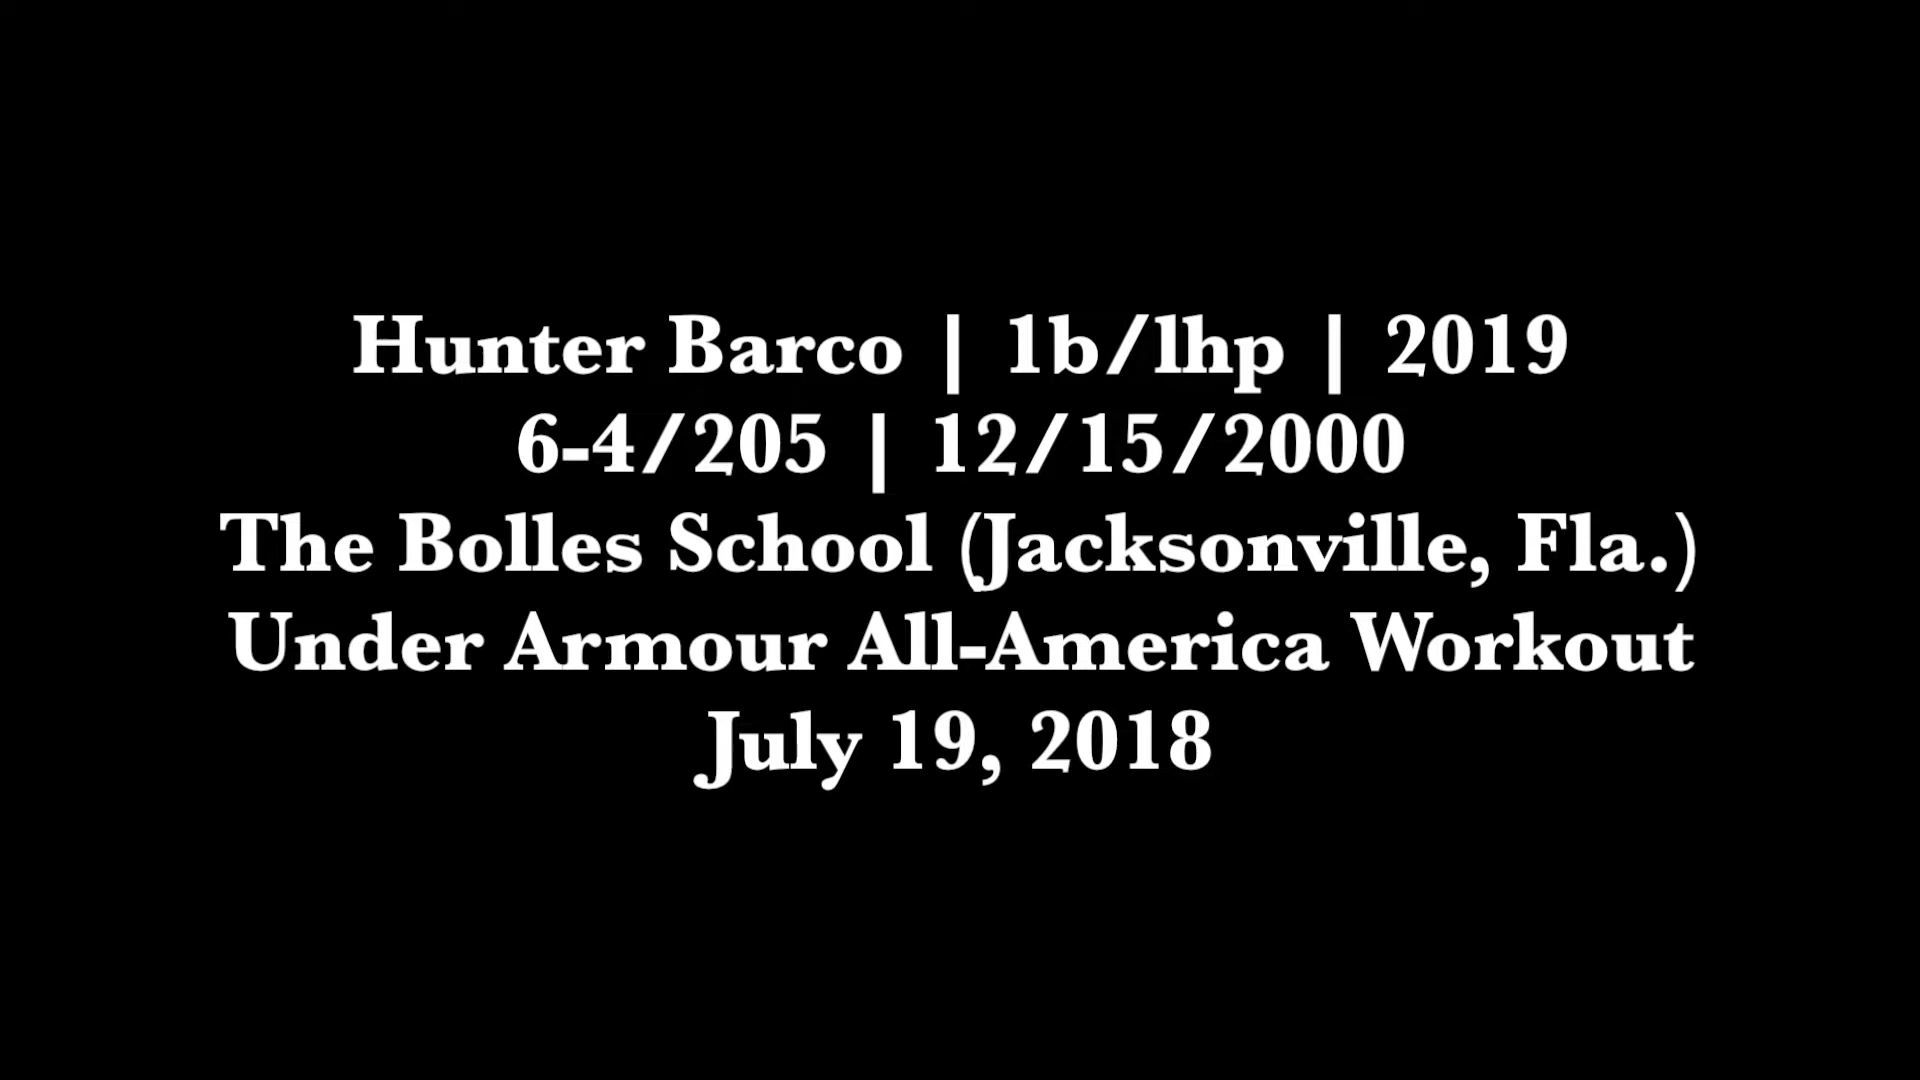 Hunter Barco | 1b/lhp | 2019
6-4/205 | 12/15/2000
The Bolles School (Jacksonville, Fla.)
Under Armour All-America Workout
July 19, 2018